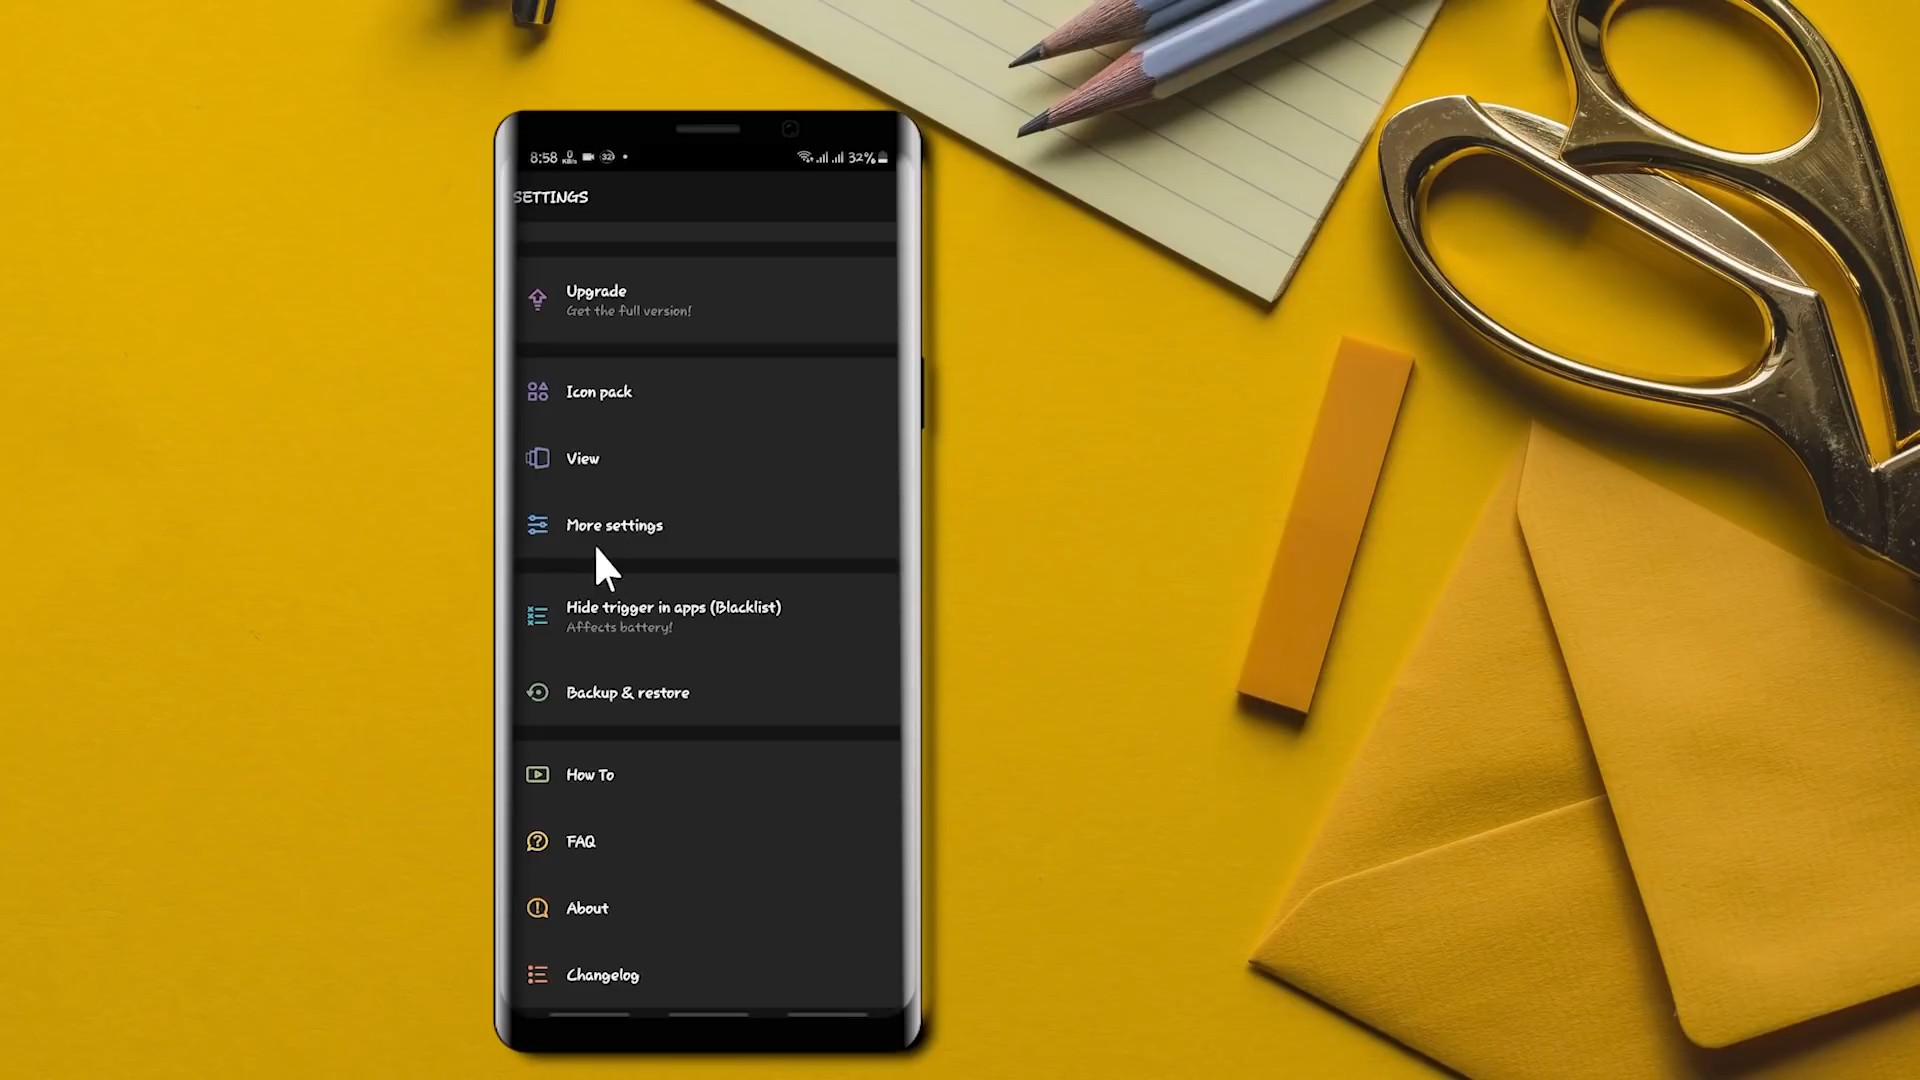 8:58 32%
SETTINGS
Upgrade
Get the full version!
Icon pack
View
More settings
Hide trigger in apps (Blacklist)
Affects battery!
Backup & restore
How To
FAQ
About
Changelog